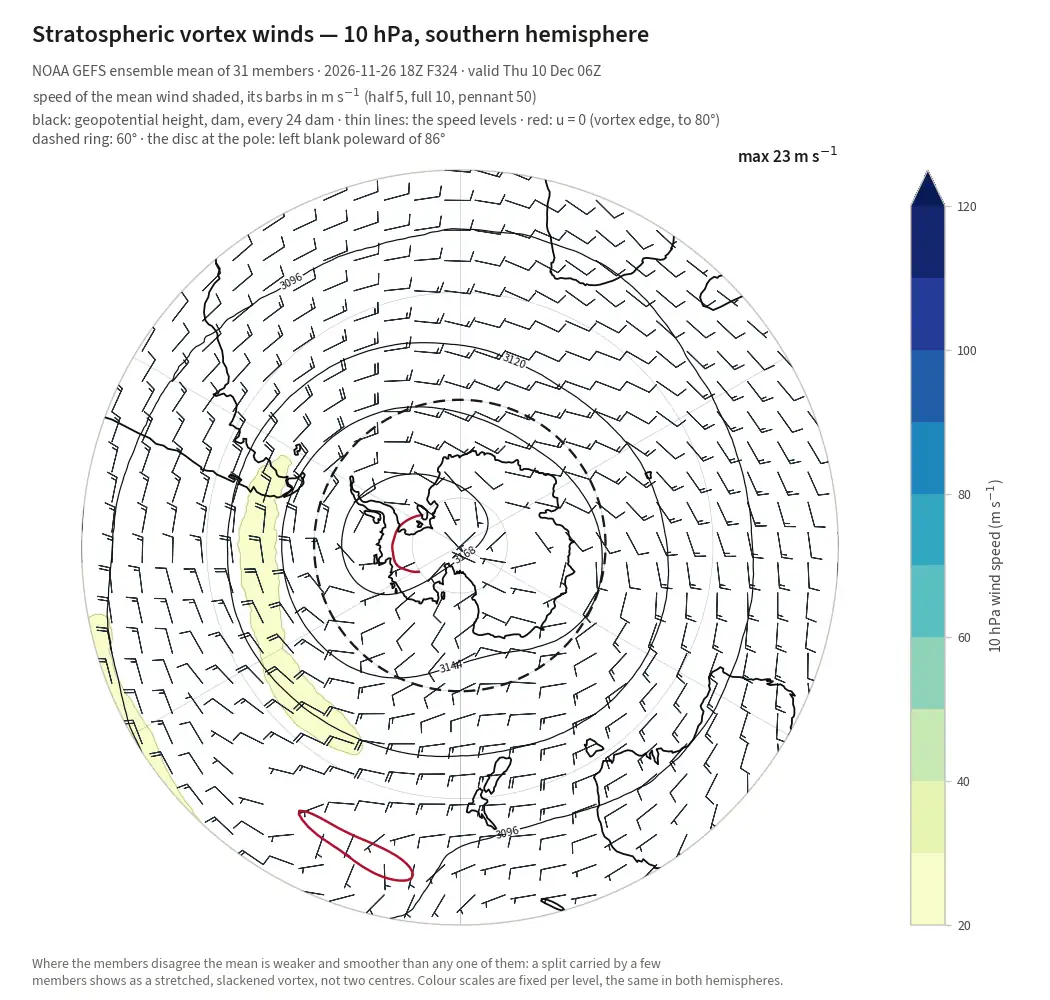 Stratospheric vortex winds — 10 hPa, southern hemisphere
NOAA GEFS ensemble mean of 31 members · 2026-11-26 18Z F324 · valid Thu 10 Dec 06Z
speed of the mean wind shaded, its barbs in m s⁻¹ (half 5, full 10, pennant 50)
black: geopotential height, dam, every 24 dam · thin lines: the speed levels · red: u = 0 (vortex edge, to 80°)
dashed ring: 60° · the disc at the pole: left blank poleward of 86°
max 23 m s⁻¹
120
100
80
60
40
20
10 hPa wind speed (m s⁻¹)
3096
3120
3168
3144
3096
Where the members disagree the mean is weaker and smoother than any one of them: a split carried by a few
members shows as a stretched, slackened vortex, not two centres. Colour scales are fixed per level, the same in both hemispheres.